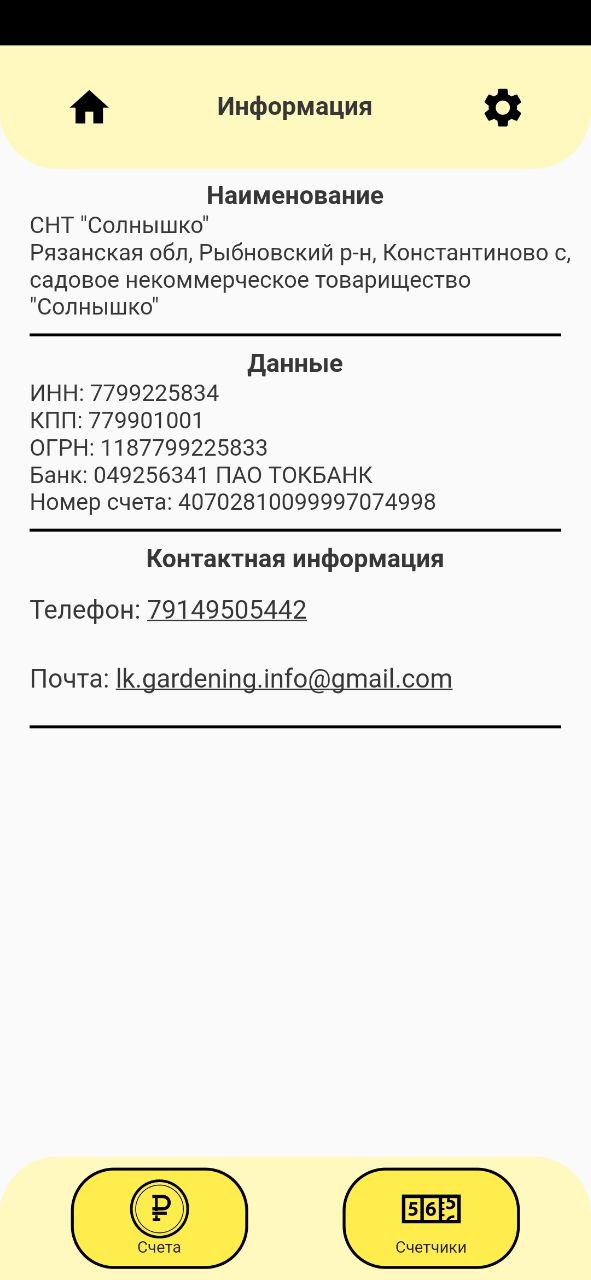 Информация
Наименование
СНТ "Солнышко"
Рязанская обл, Рыбновский р-н, Константиново с,
садовое некоммерческое товарищество
"Солнышко"
Данные
ИНН: 7799225834
КПП: 779901001
ОГРН: 1187799225833
Банк: 049256341 ПАО ТОКБАНК
Номер счета: 40702810099997074998
Контактная информация
Телефон: 79149505442
Почта: lk.gardening.info@gmail.com
565
Счета
Счетчики